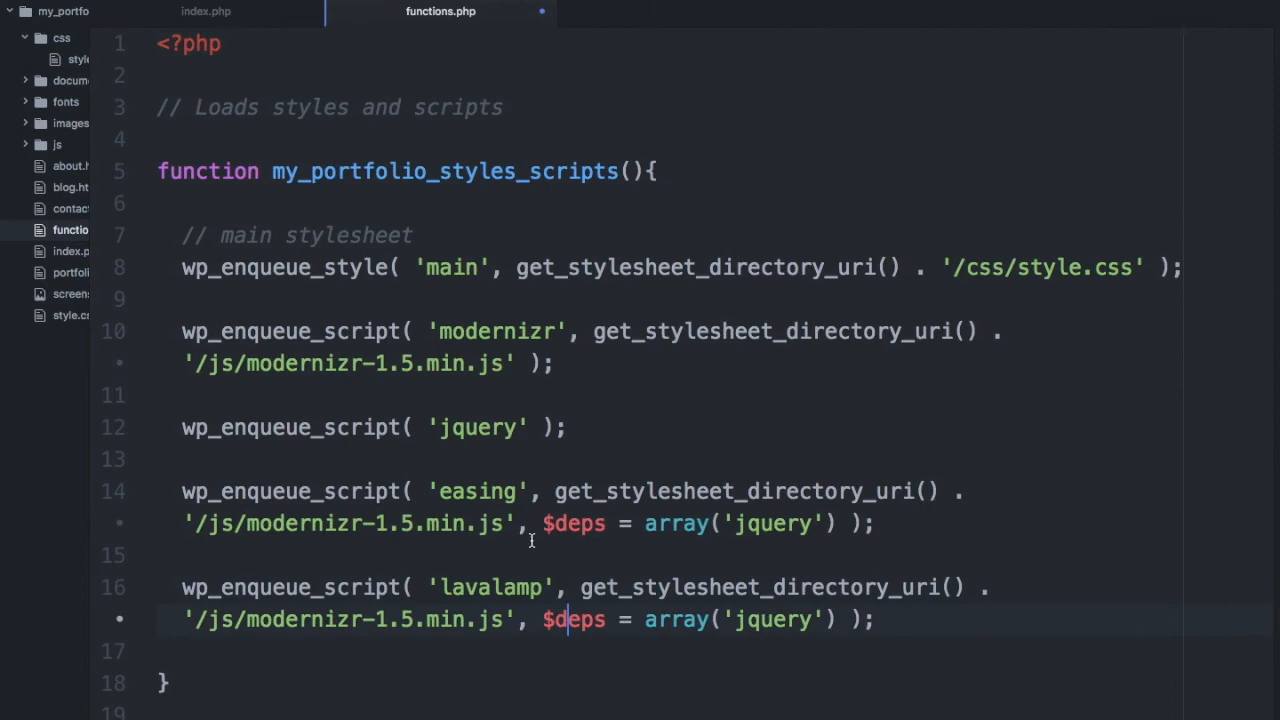 my_portfo
index.php
functions.php
css
style
docume
fonts
images
js
about.h
blog.ht
contac
functio
index.p
portfoli
screens
style.cs
1 <?php
2
3 // Loads styles and scripts
4
5 function my_portfolio_styles_scripts(){
6
7 // main stylesheet
8 wp_enqueue_style( 'main', get_stylesheet_directory_uri() . '/css/style.css' );
9
10 wp_enqueue_script( 'modernizr', get_stylesheet_directory_uri() .
• '/js/modernizr-1.5.min.js' );
11
12 wp_enqueue_script( 'jquery' );
13
14 wp_enqueue_script( 'easing', get_stylesheet_directory_uri() .
• '/js/modernizr-1.5.min.js', $deps = array('jquery') );
15
16 wp_enqueue_script( 'lavalamp', get_stylesheet_directory_uri() .
• '/js/modernizr-1.5.min.js', $deps = array('jquery') );
17
18 }
19